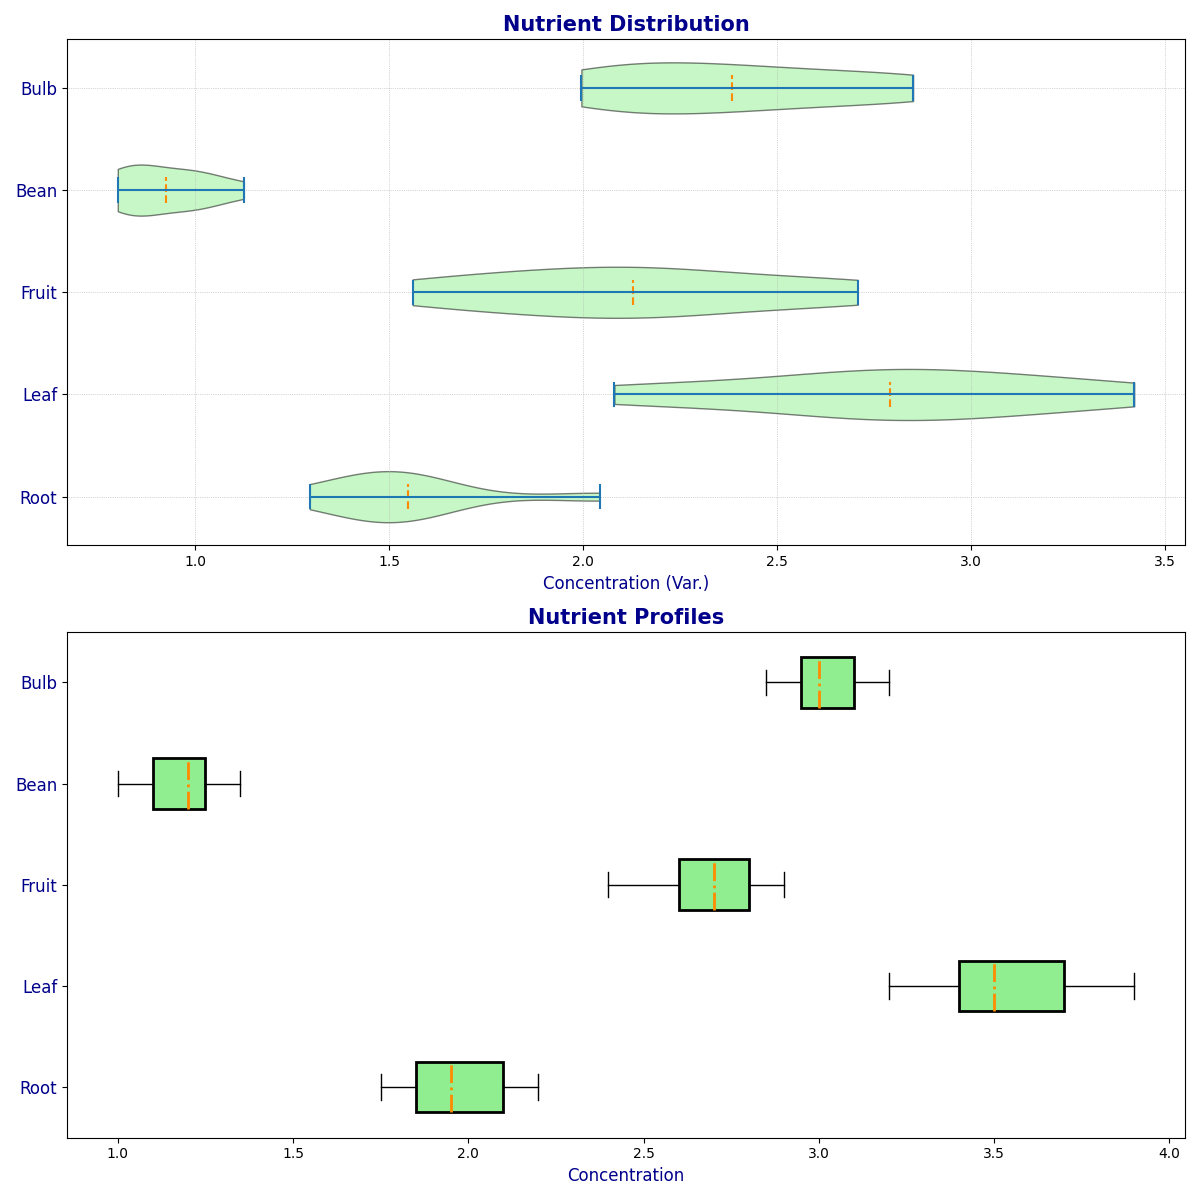 Nutrient Distribution
Bulb
Bean
Fruit
Leaf
Root
1.0 1.5 2.0 2.5 3.0 3.5
Concentration (Var.)
Nutrient Profiles
Bulb
Bean
Fruit
Leaf
Root
1.0 1.5 2.0 2.5 3.0 3.5 4.0
Concentration